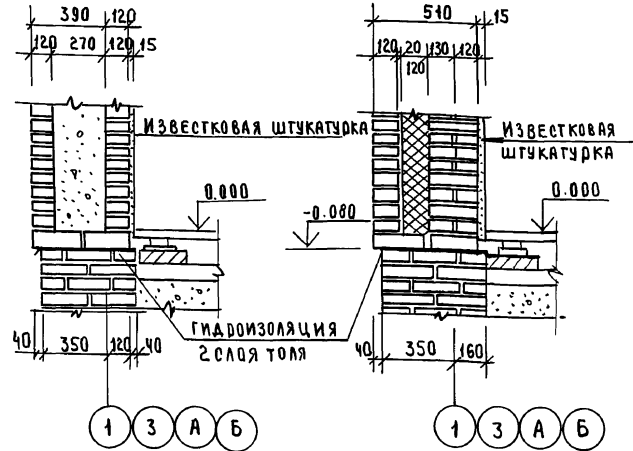 390 120
120 270 15
ИЗВЕСТКОВАЯ ШТУКАТУРКА
0.000
40 350 120 40
1 3 А Б
510 15
120 20 130 120
120
ИЗВЕСТКОВАЯ
ШТУКАТУРКА
0.000
-0.080
ГИДРОИЗОЛЯЦИЯ
2 СЛОЯ ТОЛЯ
40 350 160
1 3 А Б